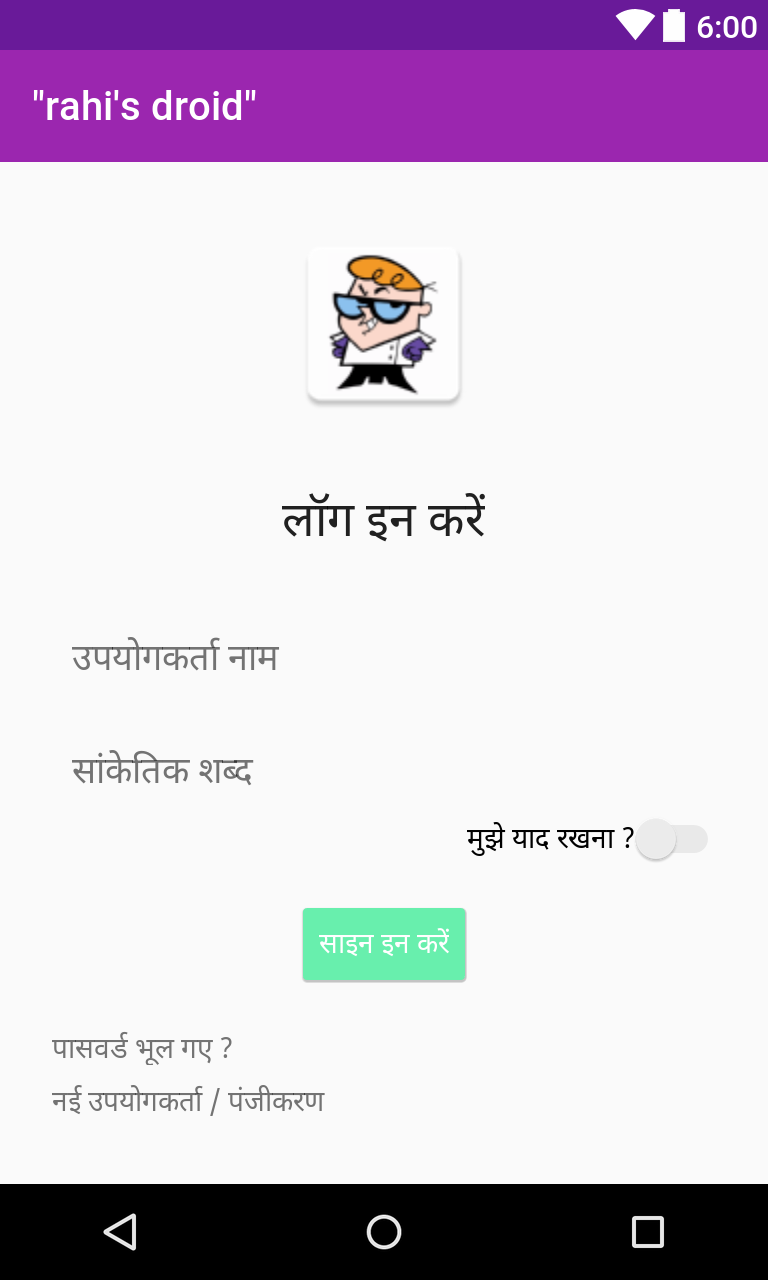 6:00
"rahi's droid"
लॉग इन करें
उपयोगकर्ता नाम
सांकेतिक शब्द
मुझे याद रखना ?
साइन इन करें
पासवर्ड भूल गए ?
नई उपयोगकर्ता / पंजीकरण